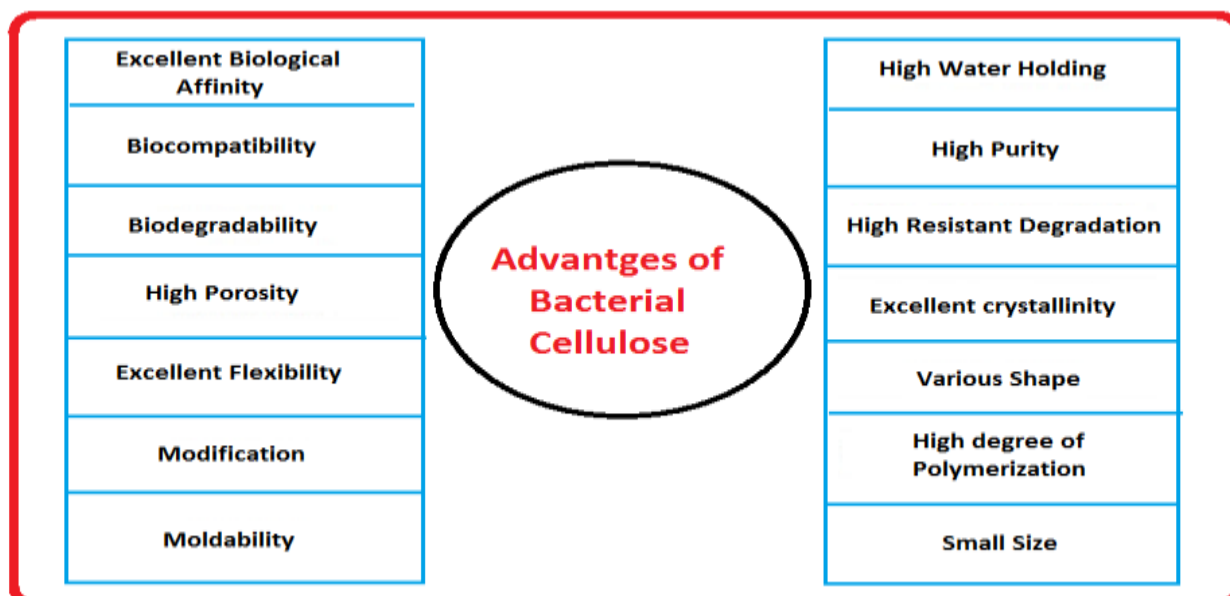 Excellent Biological
Affinity
Biocompatibility
Biodegradability
High Porosity
Excellent Flexibility
Modification
Moldability
Advantges of
Bacterial
Cellulose
High Water Holding
High Purity
High Resistant Degradation
Excellent crystallinity
Various Shape
High degree of
Polymerization
Small Size